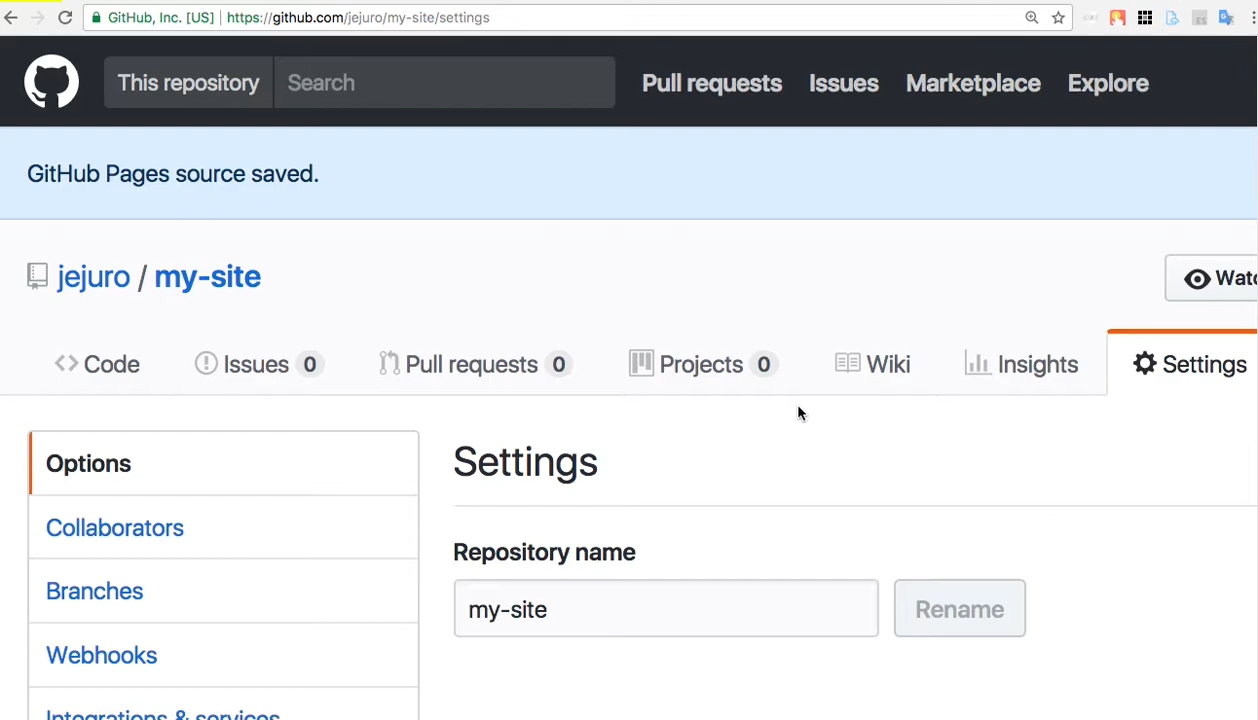 GitHub, Inc. [US] | https://github.com/jejuro/my-site/settings
This repository Search Pull requests Issues Marketplace Explore
GitHub Pages source saved.
jejuro / my-site
Code Issues 0 Pull requests 0 Projects 0 Wiki Insights Settings
Options
Settings
Collaborators
Repository name
Branches
my-site Rename
Webhooks
Integrations & services